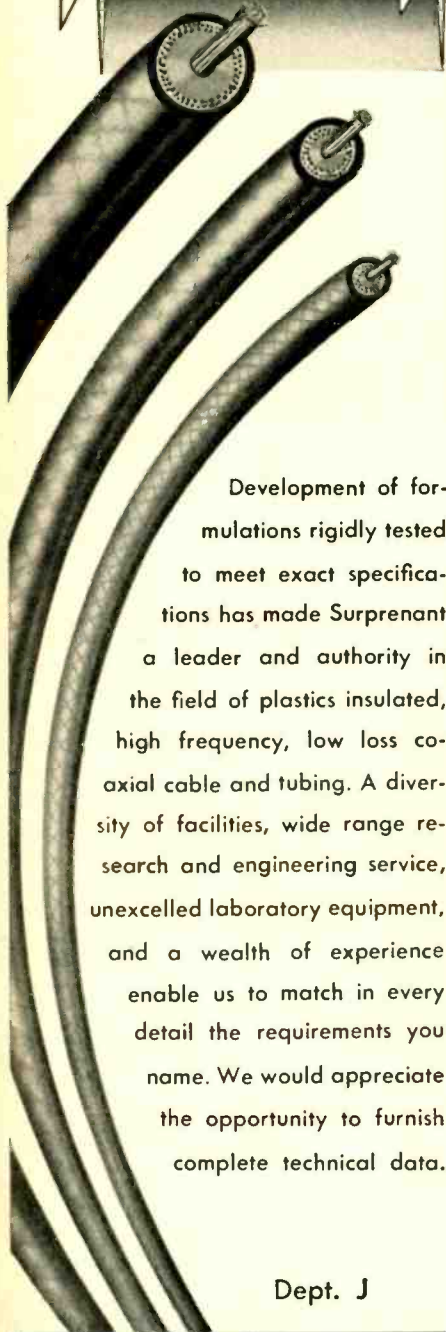 Development of for-
mulations rigidly tested
to meet exact specifica-
tions has made Surprenant
a leader and authority in
the field of plastics insulated,
high frequency, low loss co-
axial cable and tubing. A diver-
sity of facilities, wide range re-
search and engineering service,
unexcelled laboratory equipment,
and a wealth of experience
enable us to match in every
detail the requirements you
name. We would appreciate
the opportunity to furnish
complete technical data.
Dept. J